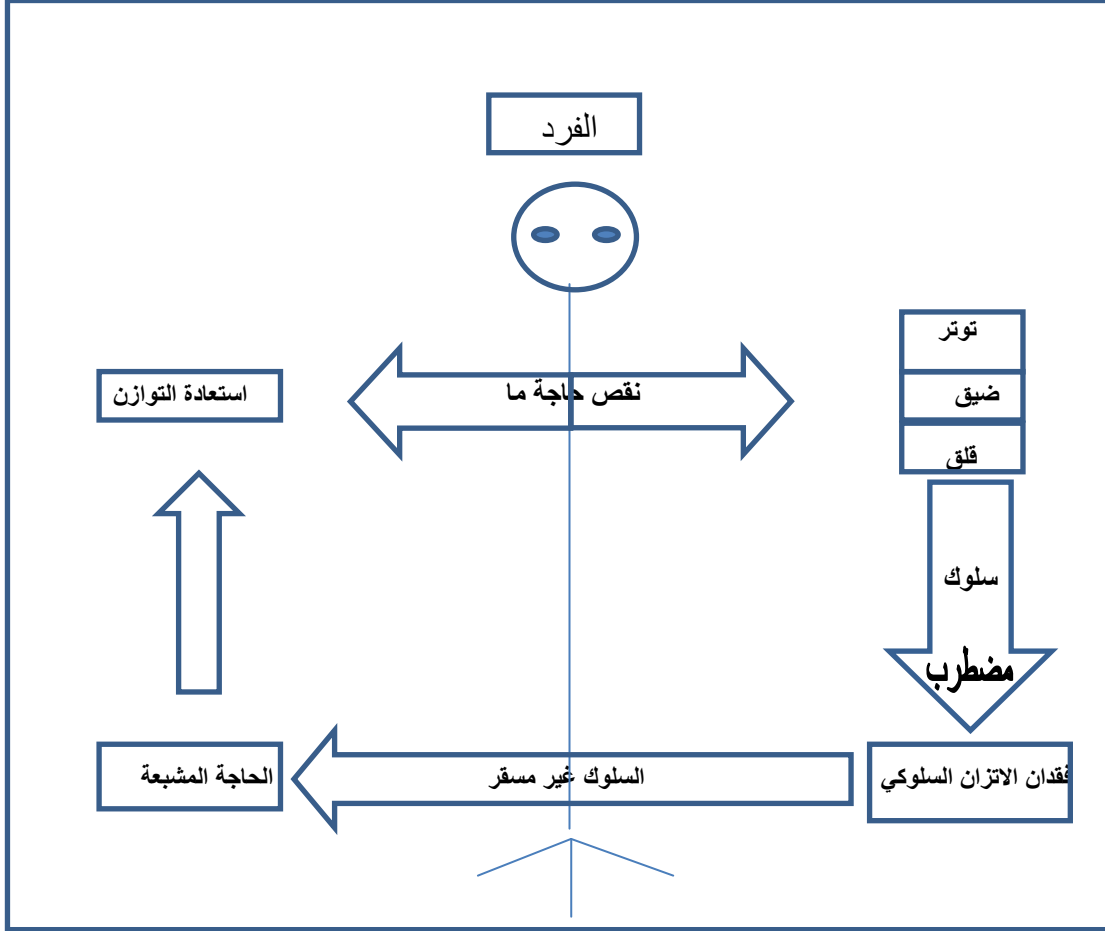 الفرد
توتر
نقص حاجة ما
ضيق
استعادة التوازن
قلق
سلوك
مضطرب
فقدان الاتزان السلوكي
السلوك غير مسقر
الحاجة المشبعة